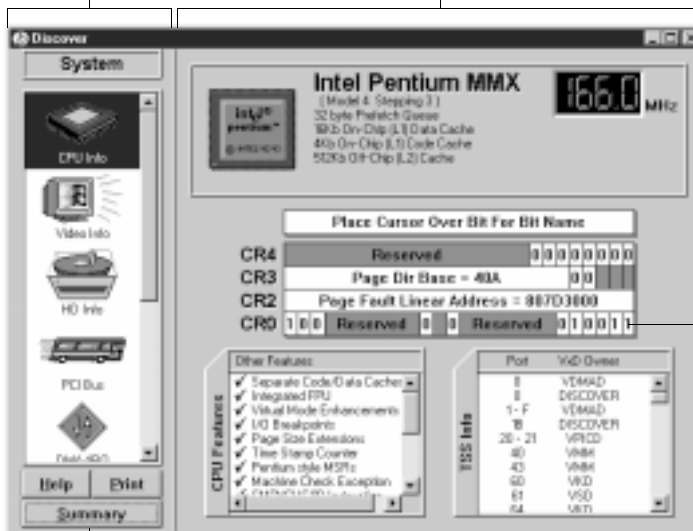 Discover
System
CPU Info
Video Info
HD Info
PCI Bus
Help Print
Summary
Intel Pentium MMX
(Model 4 Stepping 3)
32 byte Prefetch Queue
16Kb On-Chip (L1) Data Cache
4Kb On-Chip (L1) Code Cache
512Kb Off-Chip (L2) Cache
166.0 MHz
Place Cursor Over Bit For Bit Name
CR4 Reserved 0 0 0 0 0 0 0 0
CR3 Page Dir Base = 40A 0 0
CR2 Page Fault Linear Address = 807D3000
CR0 1 0 0 Reserved 0 0 Reserved 0 1 0 0 1 1
CPU Features
Other Features
Separate Code/Data Caches
Integrated FPU
Virtual Mode Enhancements
I/O Breakpoints
Page Size Extensions
Time Stamp Counter
Pentium style MSRs
Machine Check Exception
TSS Info
Port VxD Owner
0 VDMAD
0 DISCOVER
1 - F VDMAD
18 DISCOVER
20 - 21 VPICD
40 VMM
43 VMM
60 VKD
61 VSD
64 VKD